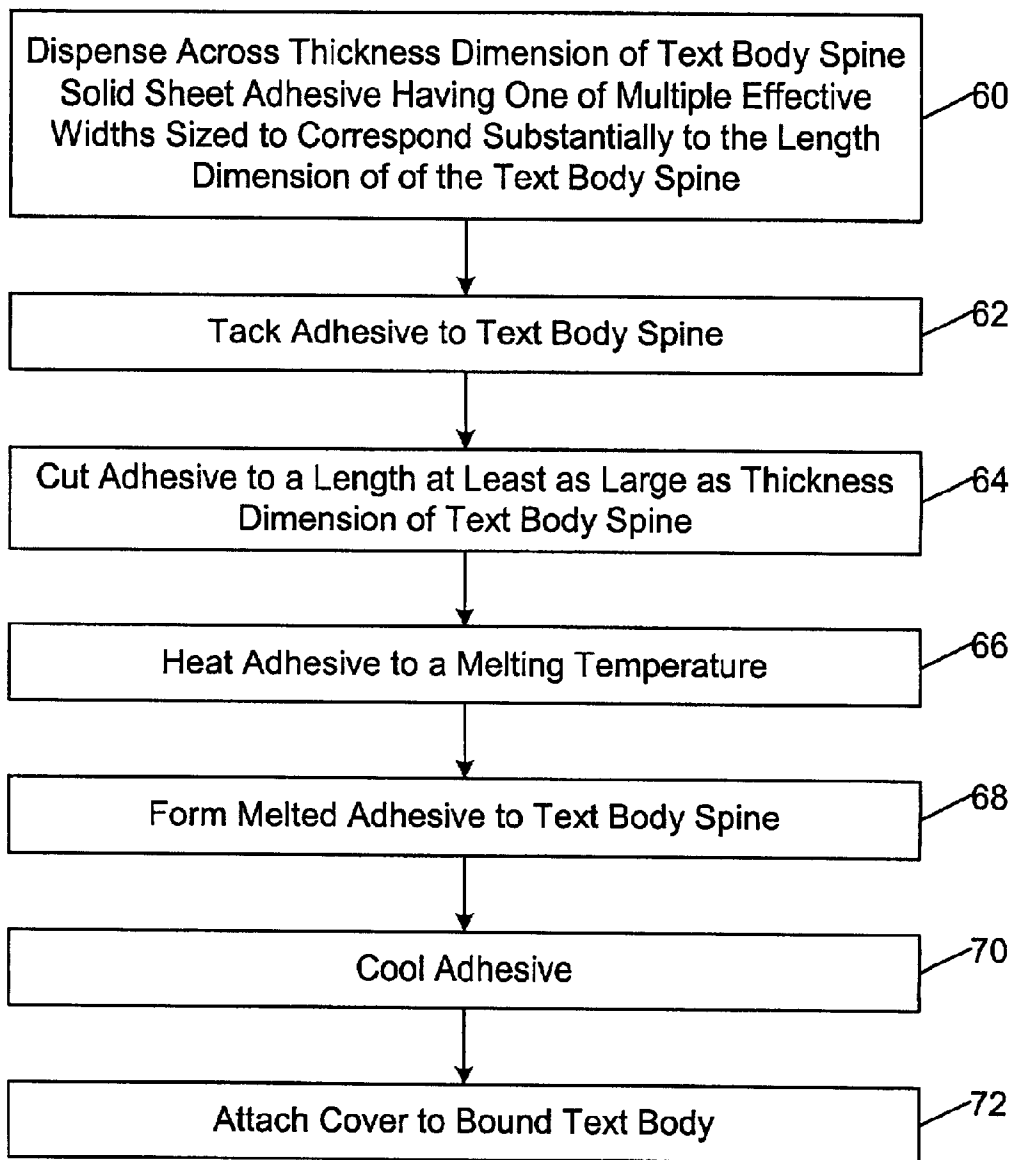 Dispense Across Thickness Dimension of Text Body Spine
Solid Sheet Adhesive Having One of Multiple Effective
Widths Sized to Correspond Substantially to the Length
Dimension of of the Text Body Spine
60
Tack Adhesive to Text Body Spine
62
Cut Adhesive to a Length at Least as Large as Thickness
Dimension of Text Body Spine
64
Heat Adhesive to a Melting Temperature
66
Form Melted Adhesive to Text Body Spine
68
Cool Adhesive
70
Attach Cover to Bound Text Body
72